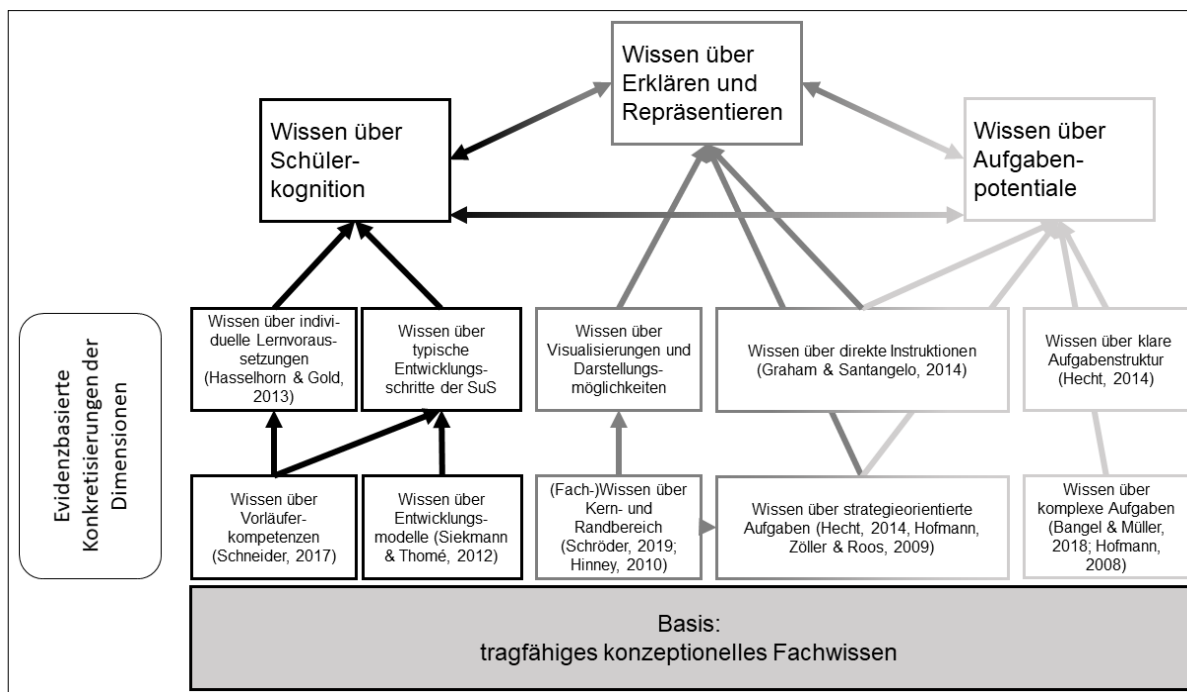 Wissen über
Erklären und
Repräsentieren
Wissen über
Schüler-
kognition
Wissen über
Aufgaben-
potentiale
Evidenzbasierte
Konkretisierungen der
Dimensionen
Wissen über indivi-
duelle Lernvoraus-
setzungen
(Hasselhorn & Gold,
2013)
Wissen über
typische
Entwicklungs-
schritte der SuS
Wissen über
Visualisierungen und
Darstellungs-
möglichkeiten
Wissen über direkte Instruktionen
(Graham & Santangelo, 2014)
Wissen über klare
Aufgabenstruktur
(Hecht, 2014)
Wissen über
Vorläufer-
kompetenzen
(Schneider, 2017)
Wissen über
Entwicklungs-
modelle (Siekmann
& Thomé, 2012)
(Fach-)Wissen über
Kern- und
Randbereich
(Schröder, 2019;
Hinney, 2010)
Wissen über strategieorientierte
Aufgaben (Hecht, 2014, Hofmann,
Zöller & Roos, 2009)
Wissen über
komplexe Aufgaben
(Bangel & Müller,
2018; Hofmann,
2008)
Basis:
tragfähiges konzeptionelles Fachwissen